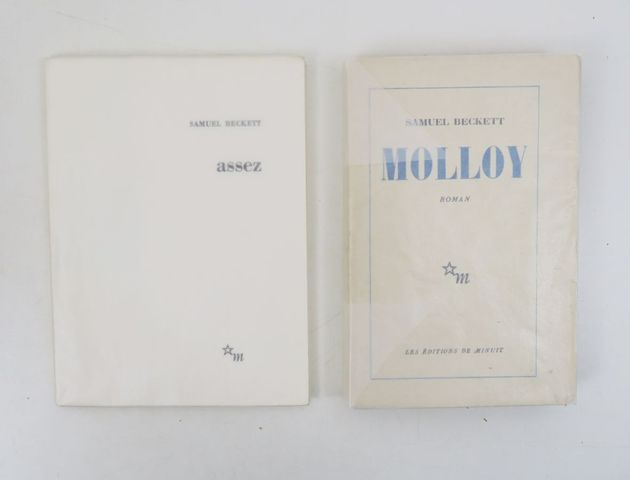 SAMUEL BECKETT
assez
m
SAMUEL BECKETT
MOLLOY
ROMAN
m
LES ÉDITIONS DE MINUIT